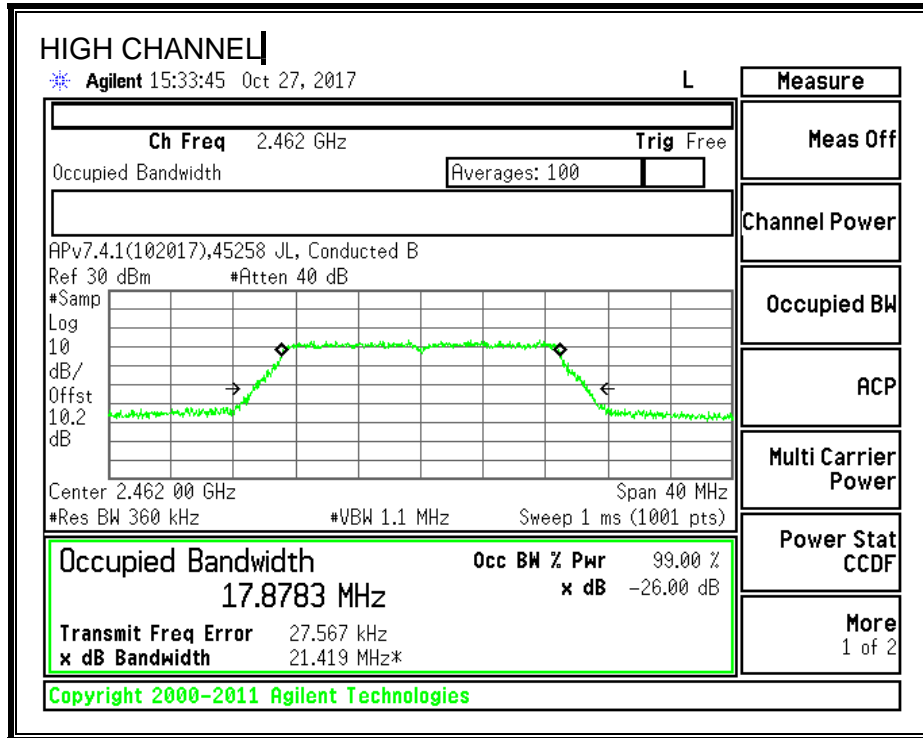 HIGH CHANNEL
Agilent 15:33:45 Oct 27, 2017 L
Measure
Ch Freq 2.462 GHz Trig Free
Meas Off
Occupied Bandwidth Averages: 100
Channel Power
APv7.4.1(102017),45258 JL, Conducted B
Ref 30 dBm #Atten 40 dB
#Samp
Log
10
dB/
Offst
10.2
dB
Occupied BW
ACP
Center 2.462 00 GHz Span 40 MHz
#Res BW 360 kHz #VBW 1.1 MHz Sweep 1 ms (1001 pts)
Multi Carrier
Power
Occupied Bandwidth
17.8783 MHz
Occ BW % Pwr 99.00 %
x dB -26.00 dB
Transmit Freq Error 27.567 kHz
x dB Bandwidth 21.419 MHz*
Power Stat
CCDF
More
1 of 2
Copyright 2000-2011 Agilent Technologies